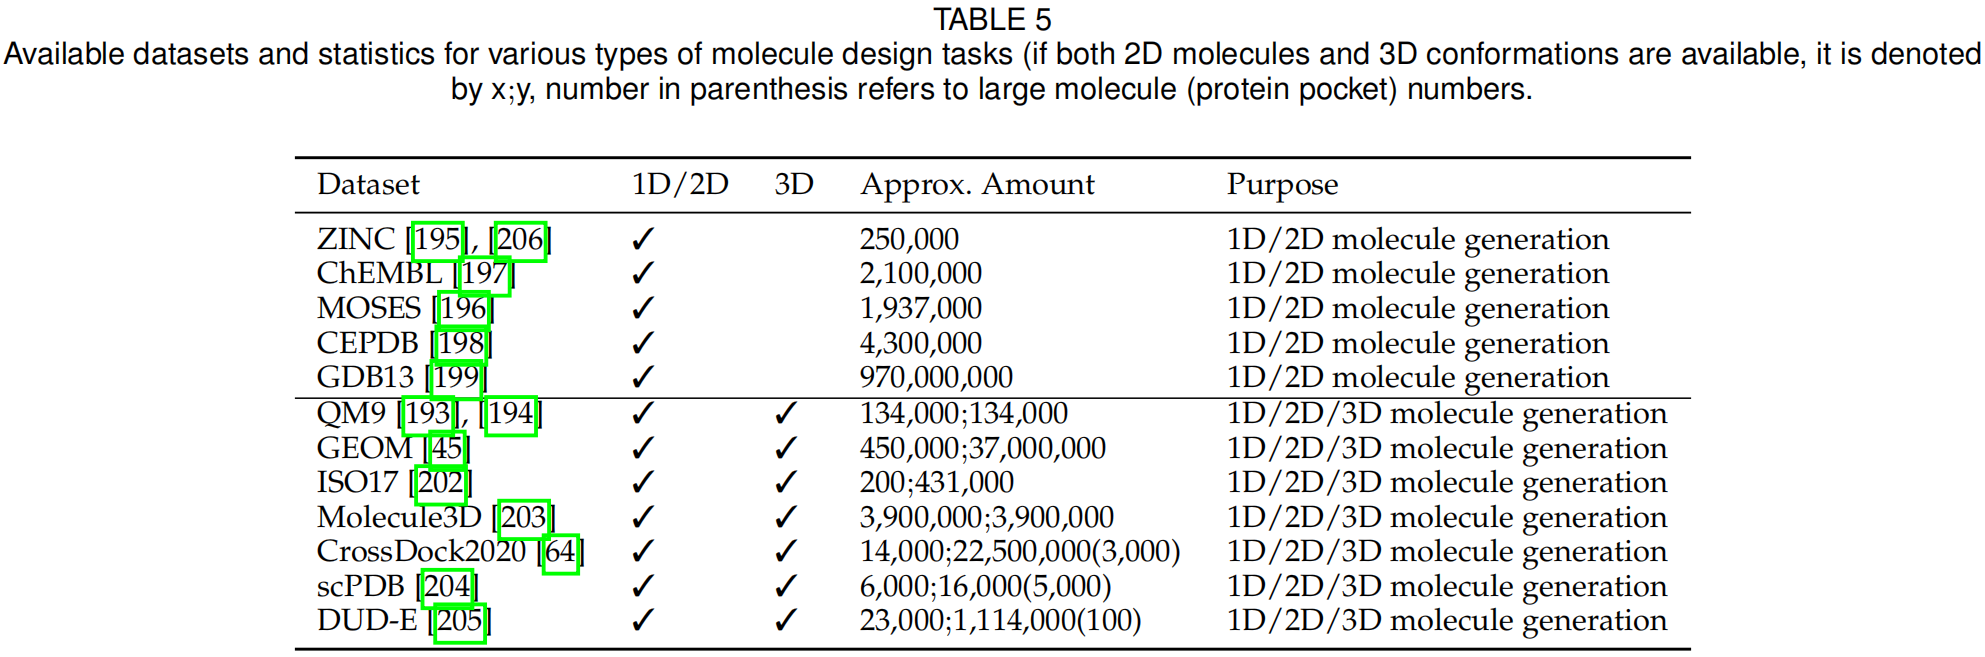 TABLE 5
Available datasets and statistics for various types of molecule design tasks (if both 2D molecules and 3D conformations are available, it is denoted
by x;y, number in parenthesis refers to large molecule (protein pocket) numbers.
Dataset 1D/2D 3D Approx. Amount Purpose
ZINC [195], [206] ✓ 250,000 1D/2D molecule generation
ChEMBL [197] ✓ 2,100,000 1D/2D molecule generation
MOSES [196] ✓ 1,937,000 1D/2D molecule generation
CEPDB [198] ✓ 4,300,000 1D/2D molecule generation
GDB13 [199] ✓ 970,000,000 1D/2D molecule generation
QM9 [193], [194] ✓ ✓ 134,000;134,000 1D/2D/3D molecule generation
GEOM [45] ✓ ✓ 450,000;37,000,000 1D/2D/3D molecule generation
ISO17 [202] ✓ ✓ 200;431,000 1D/2D/3D molecule generation
Molecule3D [203] ✓ ✓ 3,900,000;3,900,000 1D/2D/3D molecule generation
CrossDock2020 [64] ✓ ✓ 14,000;22,500,000(3,000) 1D/2D/3D molecule generation
scPDB [204] ✓ ✓ 6,000;16,000(5,000) 1D/2D/3D molecule generation
DUD-E [205] ✓ ✓ 23,000;1,114,000(100) 1D/2D/3D molecule generation